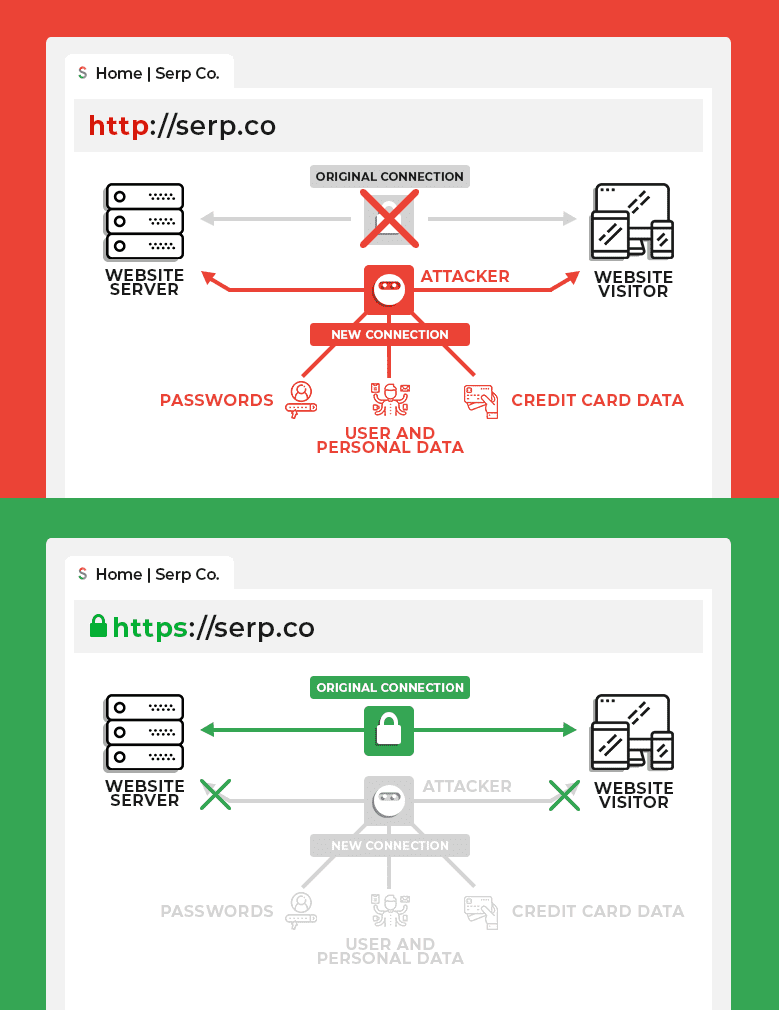 Home | Serp Co.
http://serp.co
ORIGINAL CONNECTION
WEBSITE
SERVER
ATTACKER
WEBSITE
VISITOR
NEW CONNECTION
PASSWORDS
CREDIT CARD DATA
USER AND
PERSONAL DATA
Home | Serp Co.
https://serp.co
ORIGINAL CONNECTION
WEBSITE
SERVER
ATTACKER
WEBSITE
VISITOR
NEW CONNECTION
PASSWORDS
CREDIT CARD DATA
USER AND
PERSONAL DATA